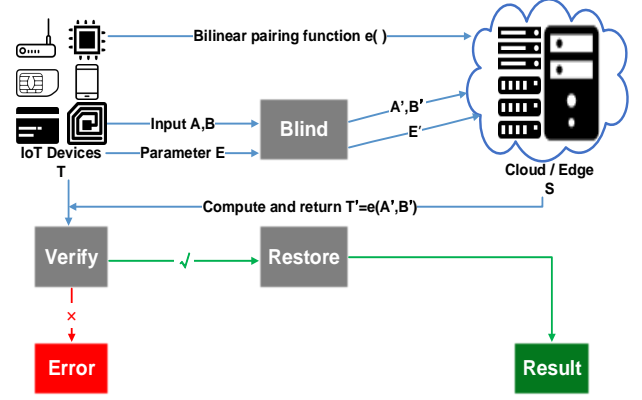 Bilinear pairing function e( )
Input A,B
Blind
A′,B′
E′
IoT Devices
T
Parameter E
Cloud / Edge
S
Compute and return T′=e(A′,B′)
Verify
√
Restore
×
Error
Result